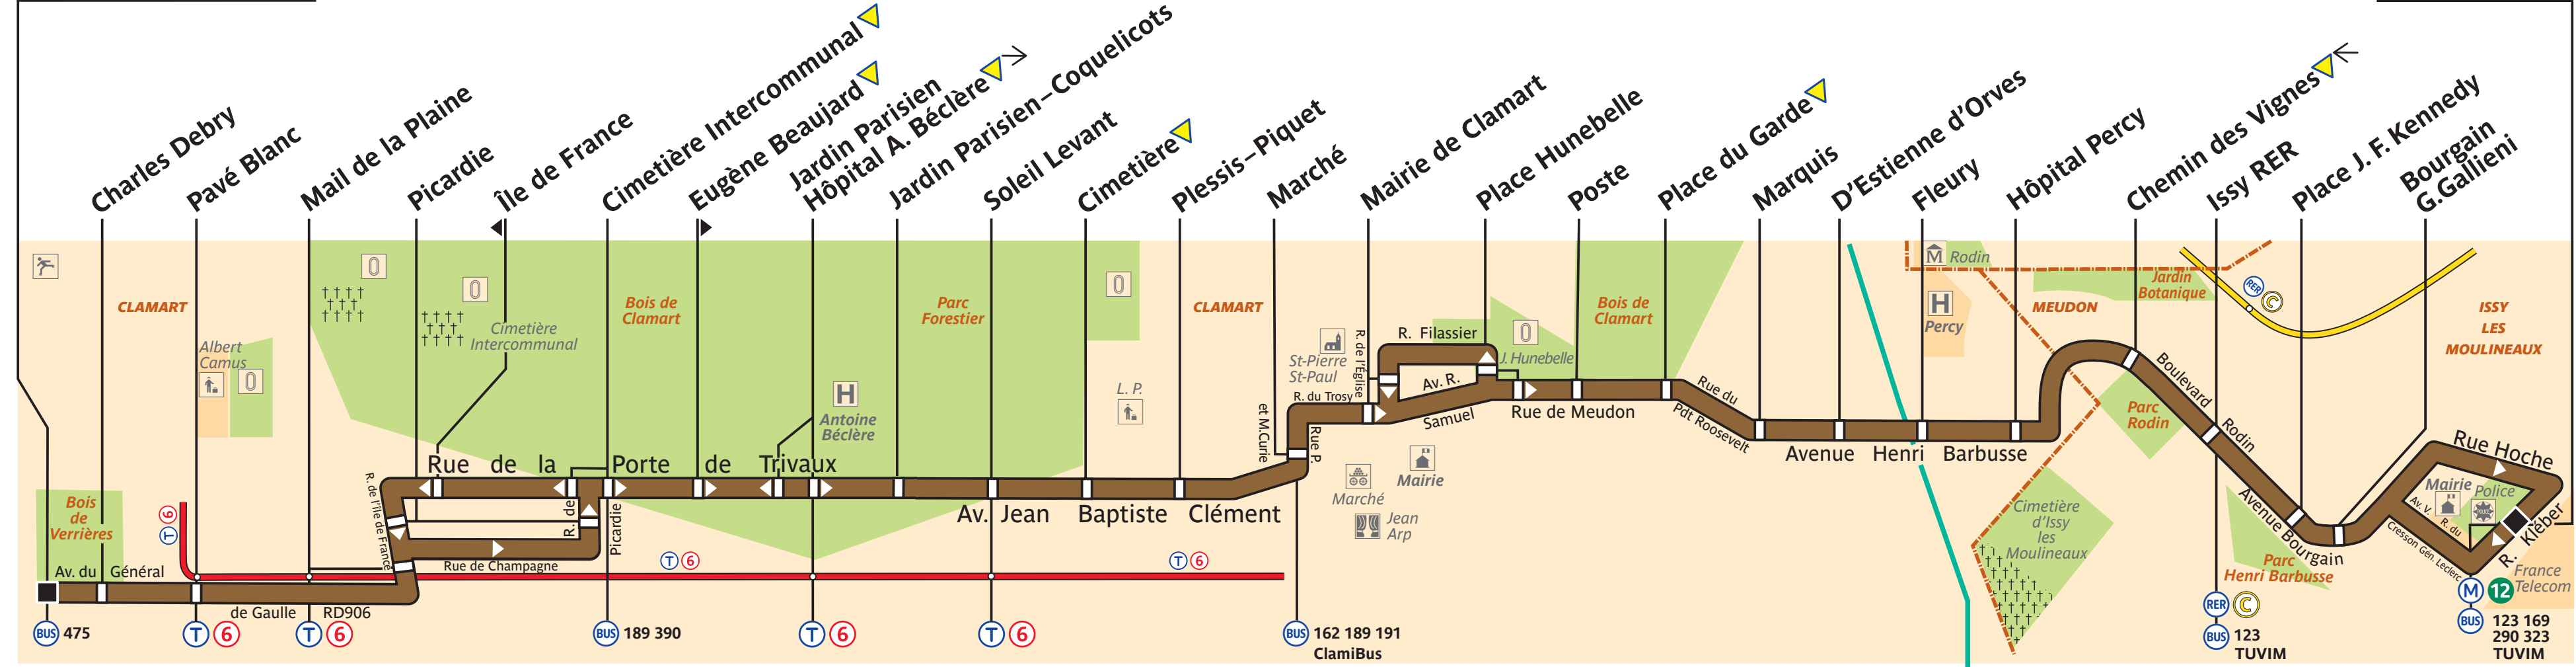 Charles Debry
Pavé Blanc
Mail de la Plaine
Picardie
Île de France
Cimetière Intercommunal
Eugène Beaujard
Jardin Parisien
Hôpital A. Béclère
Jardin Parisien–Coquelicots
Soleil Levant
Cimetière
Plessis–Piquet
Marché
Mairie de Clamart
Place Hunebelle
Poste
Place du Garde
Marquis
D'Estienne d'Orves
Fleury
Hôpital Percy
Chemin des Vignes
Issy RER
Place J. F. Kennedy
Bourgain
G.Gallieni
CLAMART
Albert
Camus
Bois
de
Verrières
Cimetière
Intercommunal
Bois de
Clamart
Parc
Forestier
Antoine
Béclère
H
CLAMART
L. P.
St-Pierre
St-Paul
R. de l'Église
R. Filassier
J. Hunebelle
Bois de
Clamart
M Rodin
H
Percy
MEUDON
Jardin
Botanique
RER C
ISSY
LES
MOULINEAUX
Av. du Général
de Gaulle RD906
R. de l'Île de France
Rue de la Porte de Trivaux
Rue de Champagne
R. de
Picardie
Av. Jean Baptiste Clément
et M.Curie
Rue P.
R. du Trosy
Av. R.
Samuel
Rue de Meudon
Rue du
Pdt Roosevelt
Avenue Henri Barbusse
Marché
Mairie
Jean
Arp
Parc
Rodin
Boulevard
Rodin
Avenue
Bourgain
Cimetière
d'Issy
les
Moulineaux
Parc
Henri Barbusse
Rue Hoche
Mairie
Police
POLICE
Av. V.
Cresson
R. du
Gén. Leclerc
R. Kléber
France
Telecom
T 6
T 6
T 6
BUS 475
T 6
T 6
BUS 189 390
T 6
T 6
BUS 162 189 191
ClamiBus
RER C
BUS 123
TUVIM
M 12
BUS 123 169
290 323
TUVIM